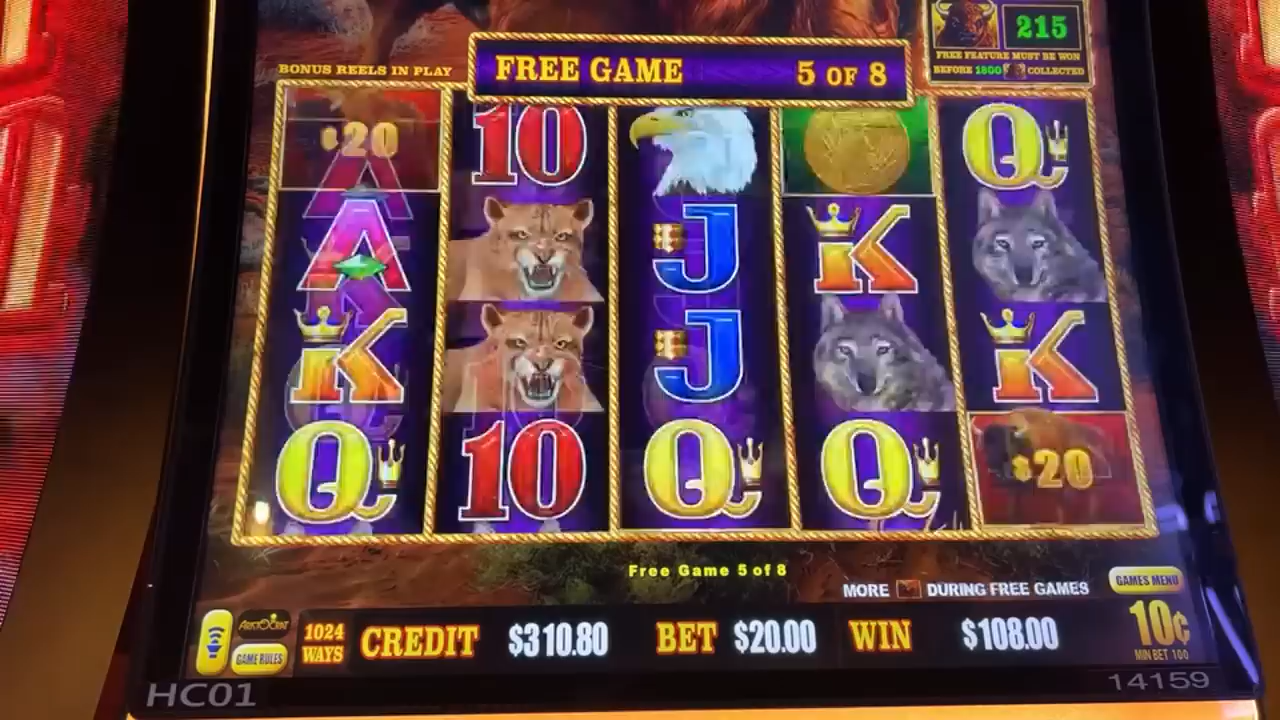 BONUS REELS IN PLAY
FREE GAME 5 OF 8
215
FREE FEATURE MUST BE WON
BEFORE 1800 COLLECTED
$20 10 Q
A J K
K J K
Q 10 Q Q $20
Free Game 5 of 8
MORE DURING FREE GAMES
GAMES MENU
ARISTOCRAT
GAME RULES
1024 WAYS
CREDIT $310.80 BET $20.00 WIN $108.00
10¢
MIN BET 100
HC01 14159